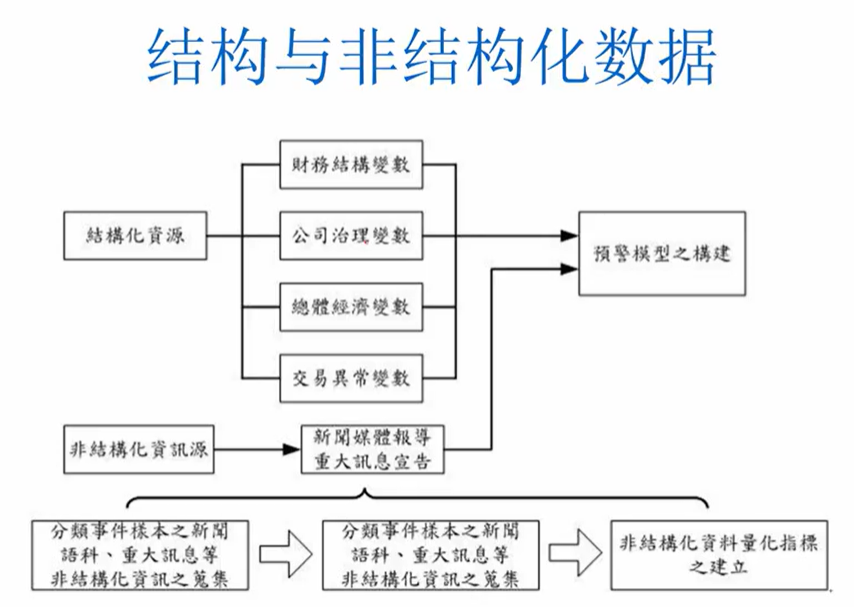 结构与非结构化数据
財務結構變數
結構化資源
公司治理變數
預警模型之構建
總體經濟變數
交易異常變數
非結構化資訊源
新聞媒體報導
重大訊息宣告
分類事件樣本之新聞
語科、重大訊息等
非結構化資訊之蒐集
分類事件樣本之新聞
語科、重大訊息等
非結構化資訊之蒐集
非結構化資料量化指標
之建立